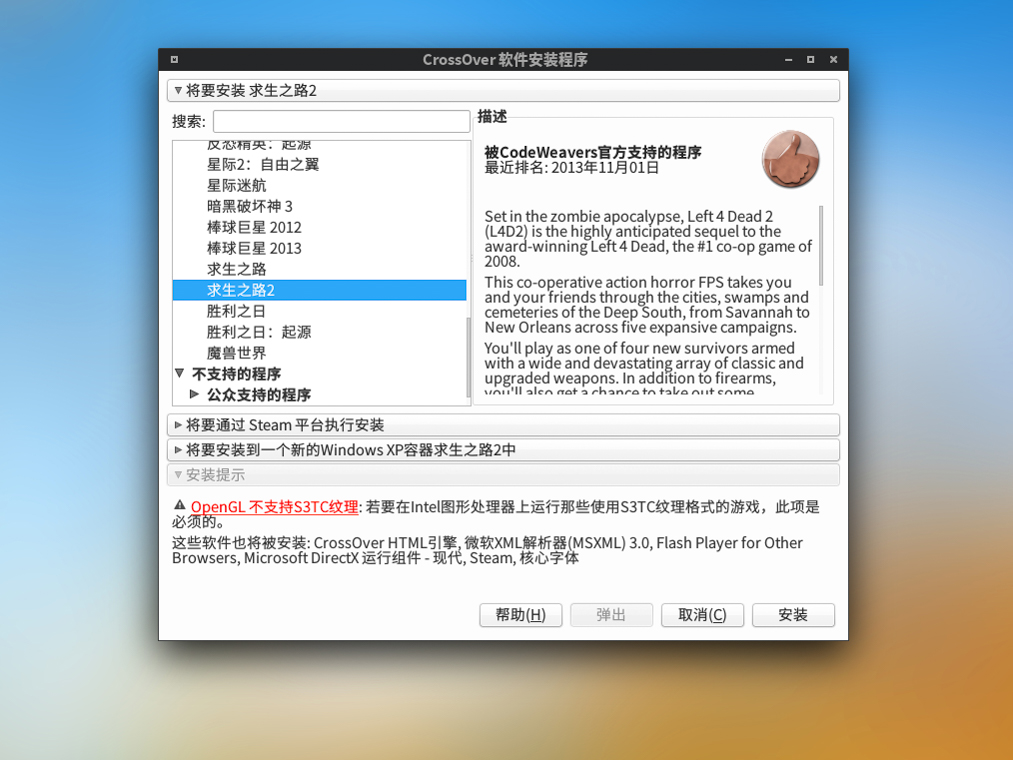 CrossOver 软件安装程序
将要安装 求生之路2
搜索:
反恐精英：起源
星际2：自由之翼
星际迷航
暗黑破坏神 3
棒球巨星 2012
棒球巨星 2013
求生之路
求生之路2
胜利之日
胜利之日：起源
魔兽世界
不支持的程序
公众支持的程序
描述
被CodeWeavers官方支持的程序
最近排名: 2013年11月01日
Set in the zombie apocalypse, Left 4 Dead 2
(L4D2) is the highly anticipated sequel to the
award-winning Left 4 Dead, the #1 co-op game of
2008.
This co-operative action horror FPS takes you
and your friends through the cities, swamps and
cemeteries of the Deep South, from Savannah to
New Orleans across five expansive campaigns.
You'll play as one of four new survivors armed
with a wide and devastating array of classic and
upgraded weapons. In addition to firearms,
you'll also get a chance to take out some
将要通过 Steam 平台执行安装
将要安装到一个新的Windows XP容器求生之路2中
安装提示
OpenGL 不支持S3TC纹理: 若要在Intel图形处理器上运行那些使用S3TC纹理格式的游戏，此项是
必须的。
这些软件也将被安装: CrossOver HTML引擎, 微软XML解析器(MSXML) 3.0, Flash Player for Other
Browsers, Microsoft DirectX 运行组件 - 现代, Steam, 核心字体
帮助(H) 弹出 取消(C) 安装